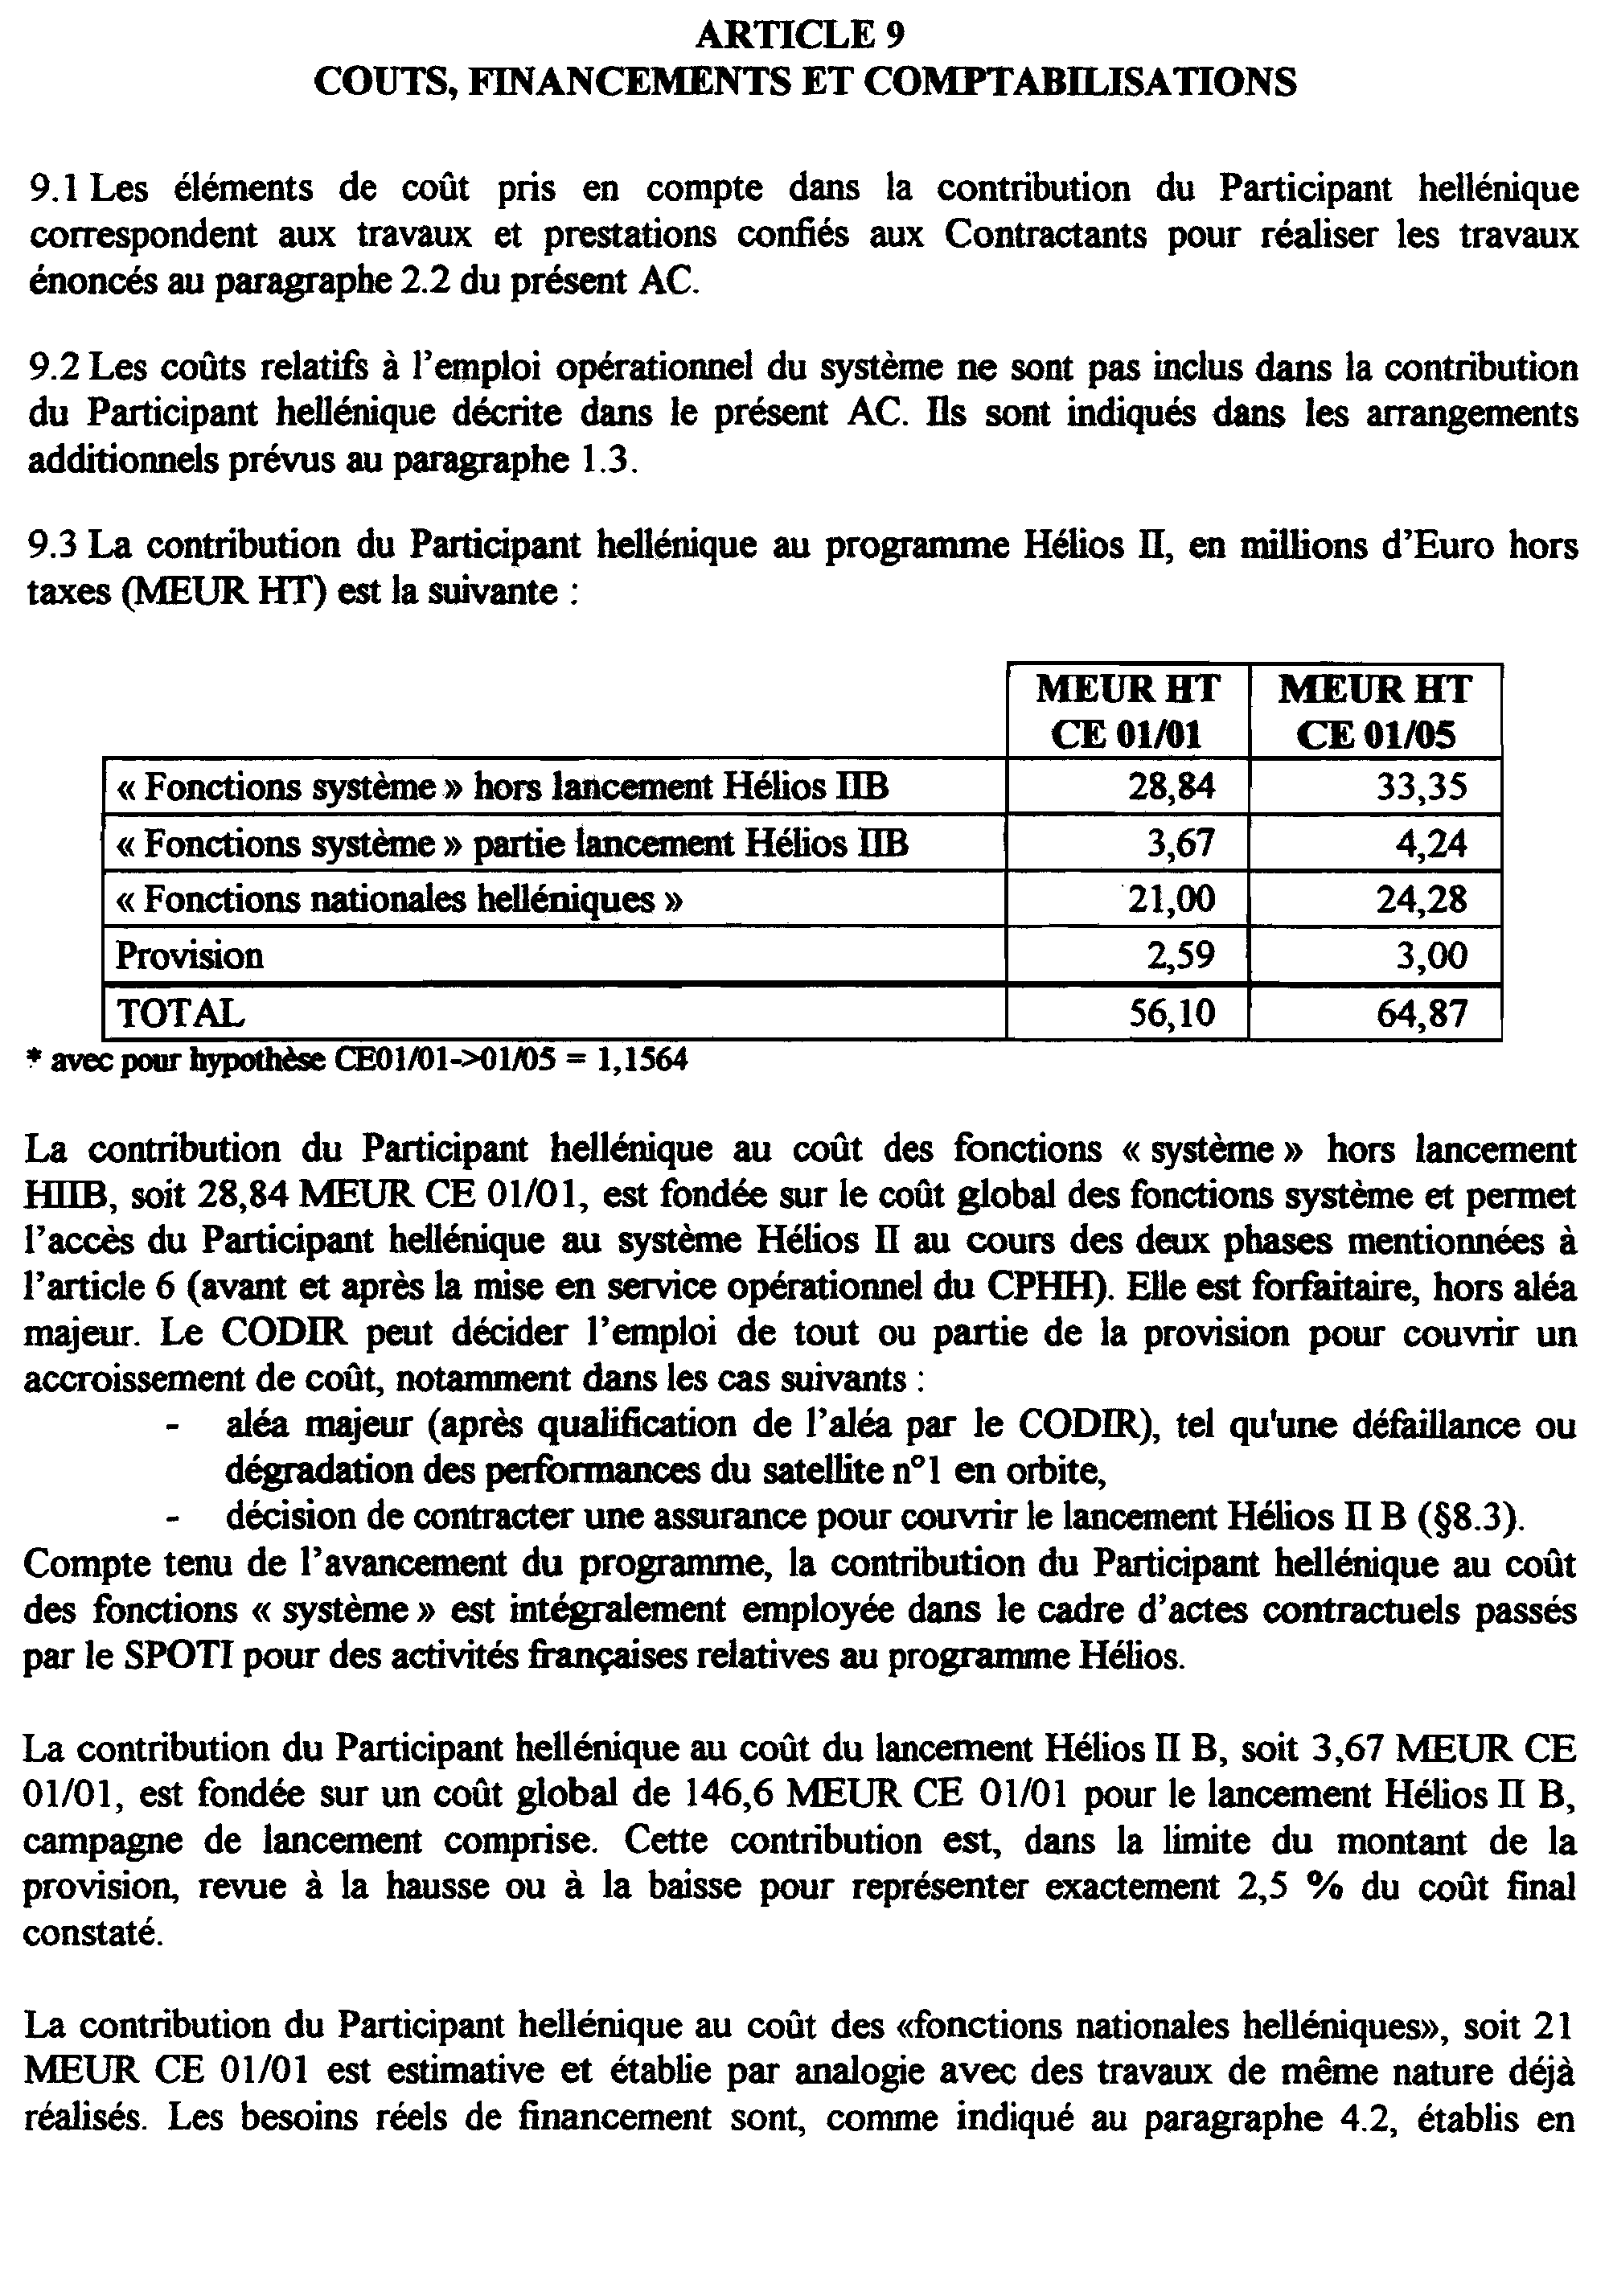 ARTICLE 9
COUTS, FINANCEMENTS ET COMPTABILISATIONS
9.1 Les éléments de coût pris en compte dans la contribution du Participant hellénique
correspondent aux travaux et prestations confiés aux Contractants pour réaliser les travaux
énoncés au paragraphe 2.2 du présent AC.
9.2 Les coûts relatifs à l'emploi opérationnel du système ne sont pas inclus dans la contribution
du Participant hellénique décrite dans le présent AC. Ils sont indiqués dans les arrangements
additionnels prévus au paragraphe 1.3.
9.3 La contribution du Participant hellénique au programme Hélios II, en millions d'Euro hors
taxes (MEUR HT) est la suivante :
MEUR HT MEUR HT
CE 01/01 CE 01/05
« Fonctions système » hors lancement Hélios IIB 28,84 33,35
« Fonctions système » partie lancement Hélios IIB 3,67 4,24
« Fonctions nationales helléniques » 21,00 24,28
Provision 2,59 3,00
TOTAL 56,10 64,87
* avec pour hypothèse CE01/01->01/05 = 1,1564
La contribution du Participant hellénique au coût des fonctions « système » hors lancement
HIIB, soit 28,84 MEUR CE 01/01, est fondée sur le coût global des fonctions système et permet
l'accès du Participant hellénique au système Hélios II au cours des deux phases mentionnées à
l'article 6 (avant et après la mise en service opérationnel du CPHH). Elle est forfaitaire, hors aléa
majeur. Le CODIR peut décider l'emploi de tout ou partie de la provision pour couvrir un
accroissement de coût, notamment dans les cas suivants :
- aléa majeur (après qualification de l'aléa par le CODIR), tel qu'une défaillance ou
dégradation des performances du satellite n°1 en orbite,
- décision de contracter une assurance pour couvrir le lancement Hélios II B (§8.3).
Compte tenu de l'avancement du programme, la contribution du Participant hellénique au coût
des fonctions « système » est intégralement employée dans le cadre d'actes contractuels passés
par le SPOTI pour des activités françaises relatives au programme Hélios.
La contribution du Participant hellénique au coût du lancement Hélios II B, soit 3,67 MEUR CE
01/01, est fondée sur un coût global de 146,6 MEUR CE 01/01 pour le lancement Hélios II B,
campagne de lancement comprise. Cette contribution est, dans la limite du montant de la
provision, revue à la hausse ou à la baisse pour représenter exactement 2,5 % du coût final
constaté.
La contribution du Participant hellénique au coût des «fonctions nationales helléniques», soit 21
MEUR CE 01/01 est estimative et établie par analogie avec des travaux de même nature déjà
réalisés. Les besoins réels de financement sont, comme indiqué au paragraphe 4.2, établis en